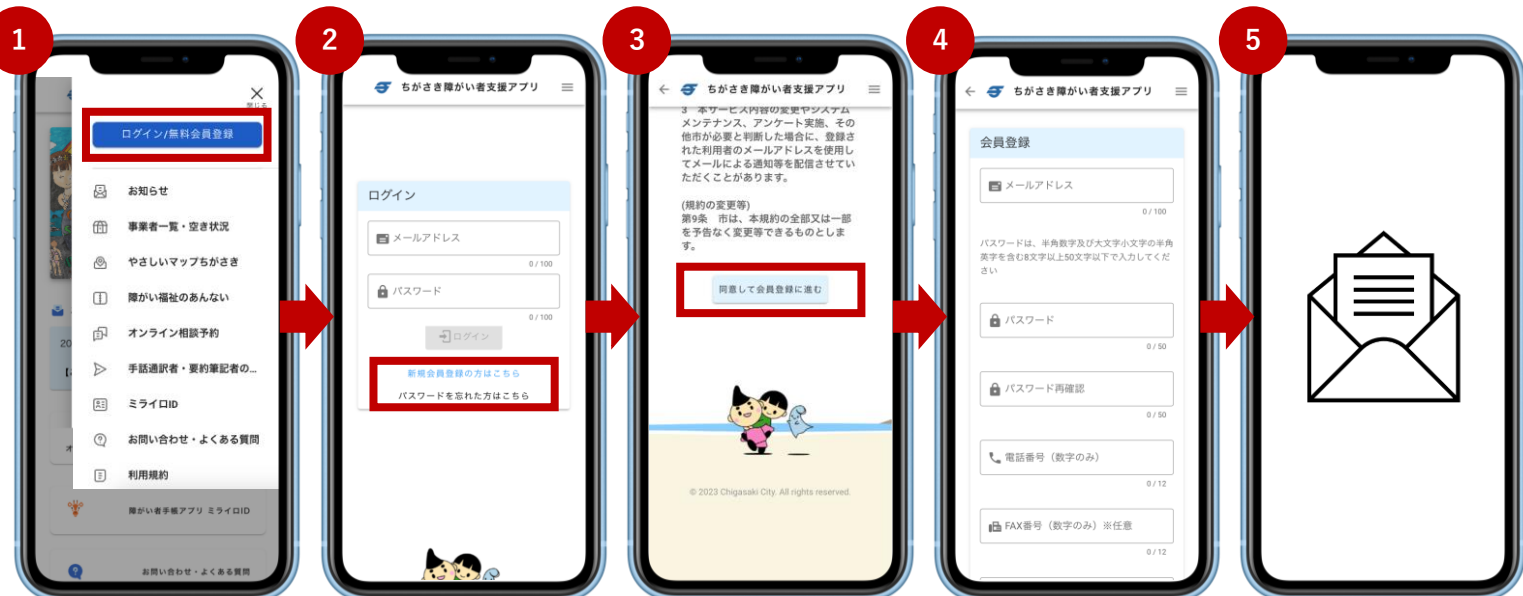 1
閉じる
ログイン/無料会員登録
お知らせ
事業者一覧・空き状況
やさしいマップちがさき
障がい福祉のあんない
オンライン相談予約
20
手話通訳者・要約筆記者の...
ミライロID
お問い合わせ・よくある質問
オ
利用規約
障がい者手帳アプリ ミライロID
お問い合わせ・よくある質問
2
ちがさき障がい者支援アプリ
ログイン
メールアドレス
0 / 100
パスワード
0 / 100
ログイン
新規会員登録の方はこちら
パスワードを忘れた方はこちら
3
ちがさき障がい者支援アプリ
3 本サービス内容の変更やシステム
メンテナンス、アンケート実施、その
他市が必要と判断した場合に、登録さ
れた利用者のメールアドレスを使用し
てメールによる通知等を配信させてい
ただくことがあります。
(規約の変更等)
第9条 市は、本規約の全部又は一部
を予告なく変更等できるものとしま
す。
同意して会員登録に進む
© 2023 Chigasaki City. All rights reserved.
4
ちがさき障がい者支援アプリ
会員登録
メールアドレス
0 / 100
パスワードは、半角数字及び大文字小文字の半角
英字を含む8文字以上50文字以下で入力してくだ
さい
パスワード
0 / 50
パスワード再確認
0 / 50
電話番号（数字のみ）
0 / 12
FAX番号（数字のみ）※任意
0 / 12
5